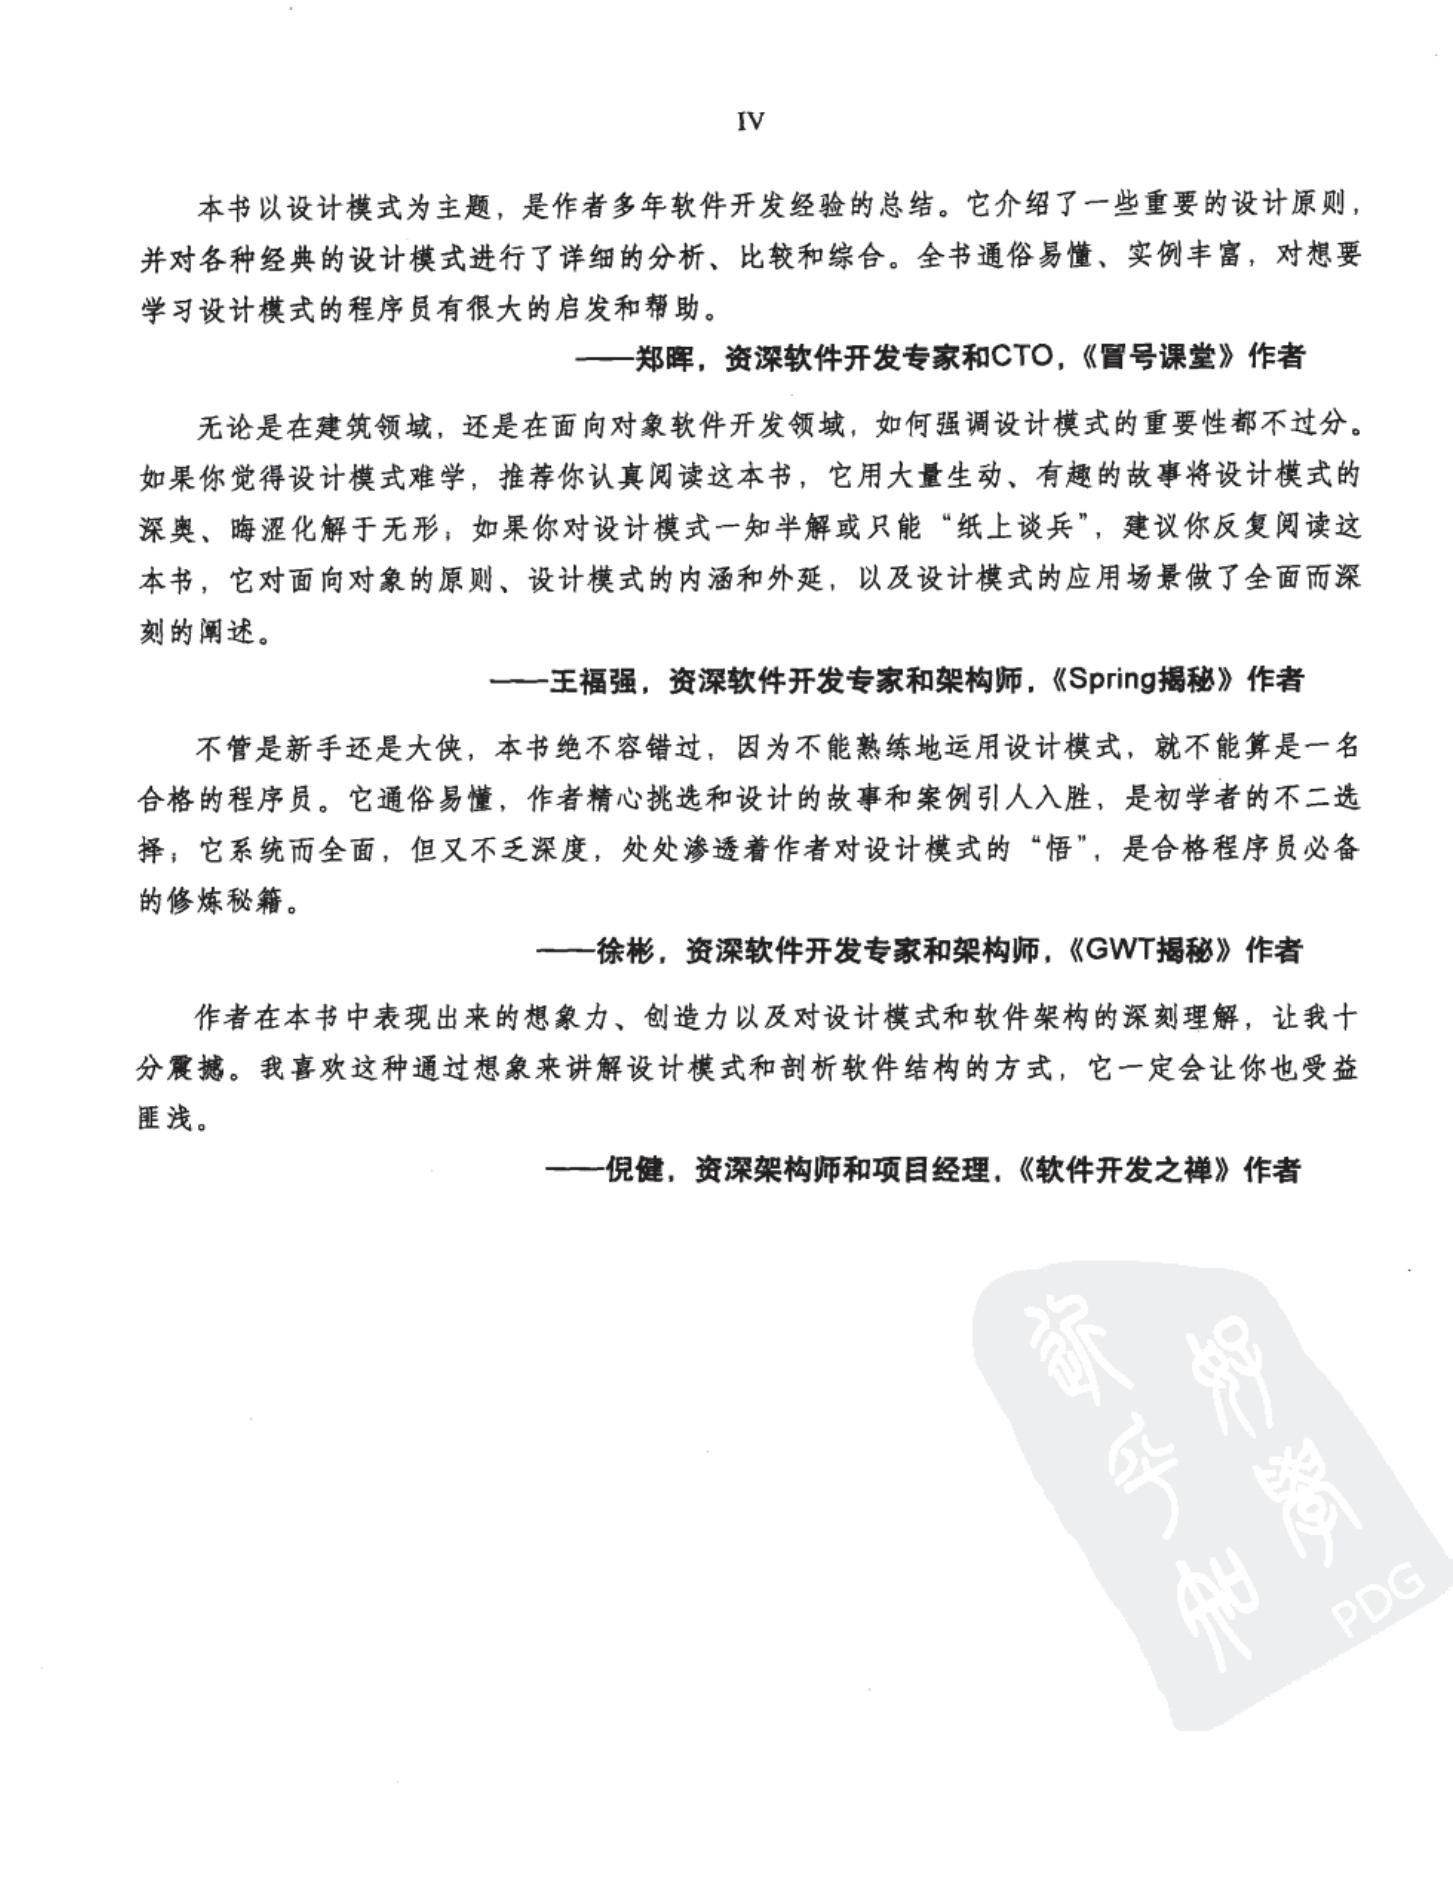 IV
本书以设计模式为主题，是作者多年软件开发经验的总结。它介绍了一些重要的设计原则，
并对各种经典的设计模式进行了详细的分析、比较和综合。全书通俗易懂、实例丰富，对想要
学习设计模式的程序员有很大的启发和帮助。
——郑晖，资深软件开发专家和CTO，《冒号课堂》作者
无论是在建筑领域，还是在面向对象软件开发领域，如何强调设计模式的重要性都不过分。
如果你觉得设计模式难学，推荐你认真阅读这本书，它用大量生动、有趣的故事将设计模式的
深奥、晦涩化解于无形；如果你对设计模式一知半解或只能“纸上谈兵”，建议你反复阅读这
本书，它对面向对象的原则、设计模式的内涵和外延，以及设计模式的应用场景做了全面而深
刻的阐述。
——王福强，资深软件开发专家和架构师，《Spring揭秘》作者
不管是新手还是大侠，本书绝不容错过，因为不能熟练地运用设计模式，就不能算是一名
合格的程序员。它通俗易懂，作者精心挑选和设计的故事和案例引人入胜，是初学者的不二选
择；它系统而全面，但又不乏深度，处处渗透着作者对设计模式的“悟”，是合格程序员必备
的修炼秘籍。
——徐彬，资深软件开发专家和架构师，《GWT揭秘》作者
作者在本书中表现出来的想象力、创造力以及对设计模式和软件架构的深刻理解，让我十
分震撼。我喜欢这种通过想象来讲解设计模式和剖析软件结构的方式，它一定会让你也受益
匪浅。
——倪健，资深架构师和项目经理，《软件开发之禅》作者
PDG